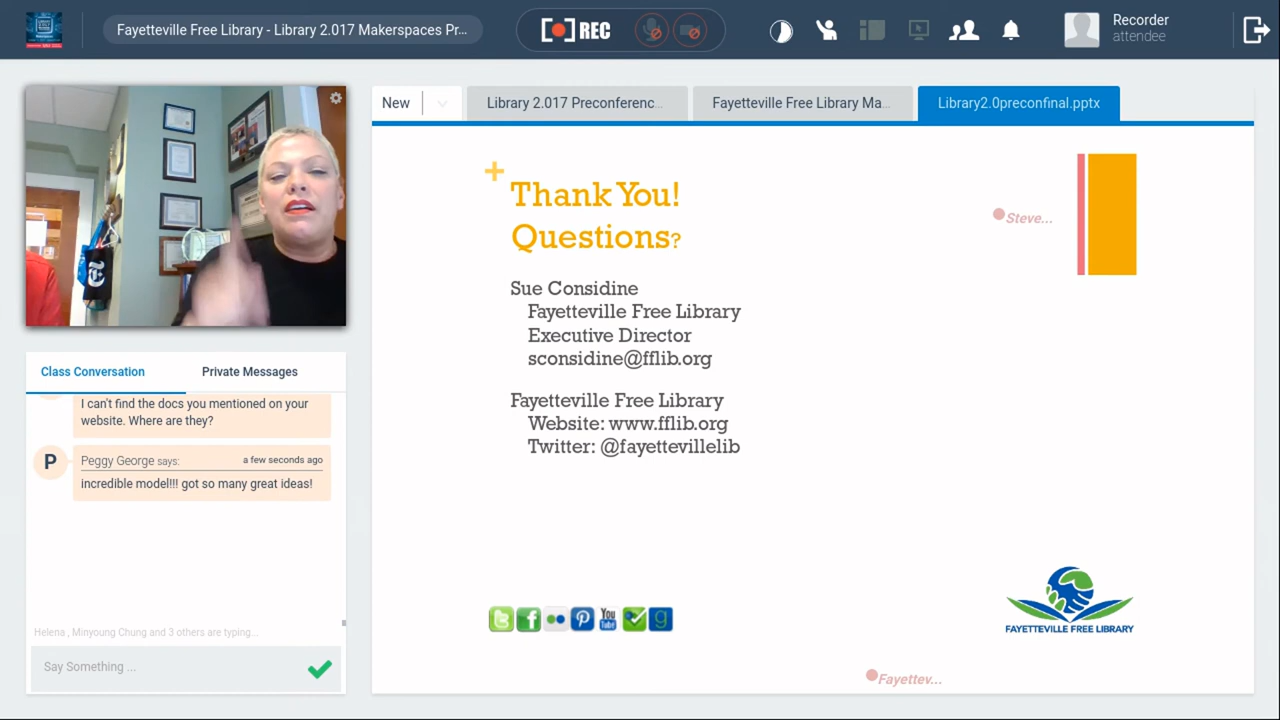 Fayetteville Free Library - Library 2.017 Makerspaces Pr...
REC
Recorder
attendee
New
Library 2.017 Preconferenc...
Fayetteville Free Library Ma...
Library2.0preconfinal.pptx
Thank You!
Questions?
Steve...
Sue Considine
Fayetteville Free Library
Executive Director
sconsidine@fflib.org
Fayetteville Free Library
Website: www.fflib.org
Twitter: @fayettevillelib
You
Tube
FAYETTEVILLE FREE LIBRARY
Fayettev...
Class Conversation
Private Messages
I can't find the docs you mentioned on your
website. Where are they?
P
Peggy George says:
a few seconds ago
incredible model!!! got so many great ideas!
Helena , Minyoung Chung and 3 others are typing...
Say Something ...